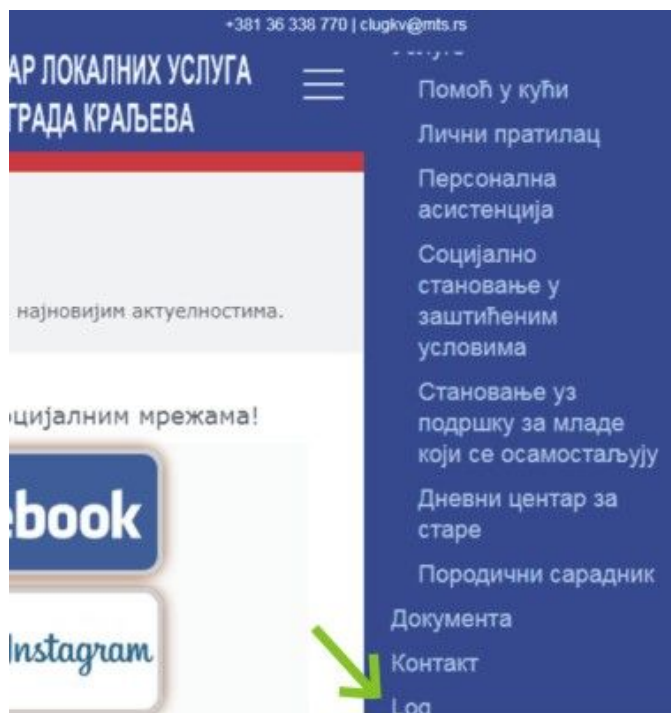 +381 36 338 770 | clugkv@mts.rs
АР ЛОКАЛНИХ УСЛУГА
ГРАДА КРАЉЕВА
најновијим актуелностима.
оцијалним мрежама!
ebook
Instagram
Помоћ у кући
Лични пратилац
Персонална
асистенција
Социјално
становање у
заштићеним
условима
Становање уз
подршку за младе
који се осамостаљују
Дневни центар за
старе
Породични сарадник
Документа
Контакт
Log